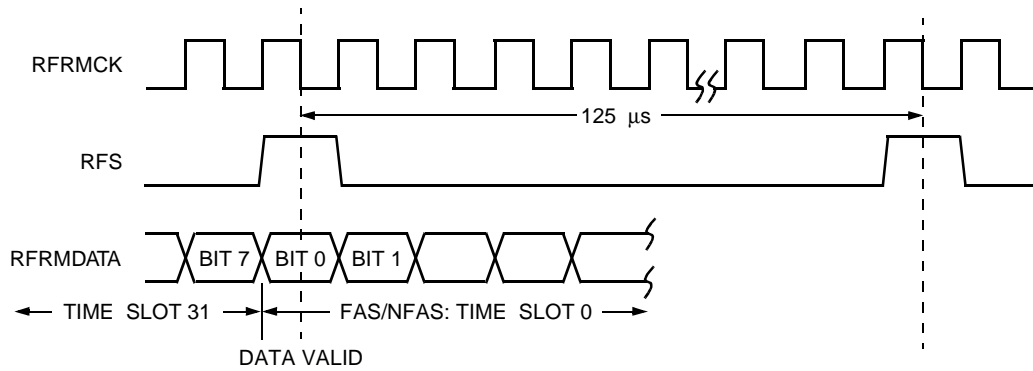 RFRMCK
125 μs
RFS
RFRMDATA
BIT 7
BIT 0
BIT 1
TIME SLOT 31
FAS/NFAS: TIME SLOT 0
DATA VALID